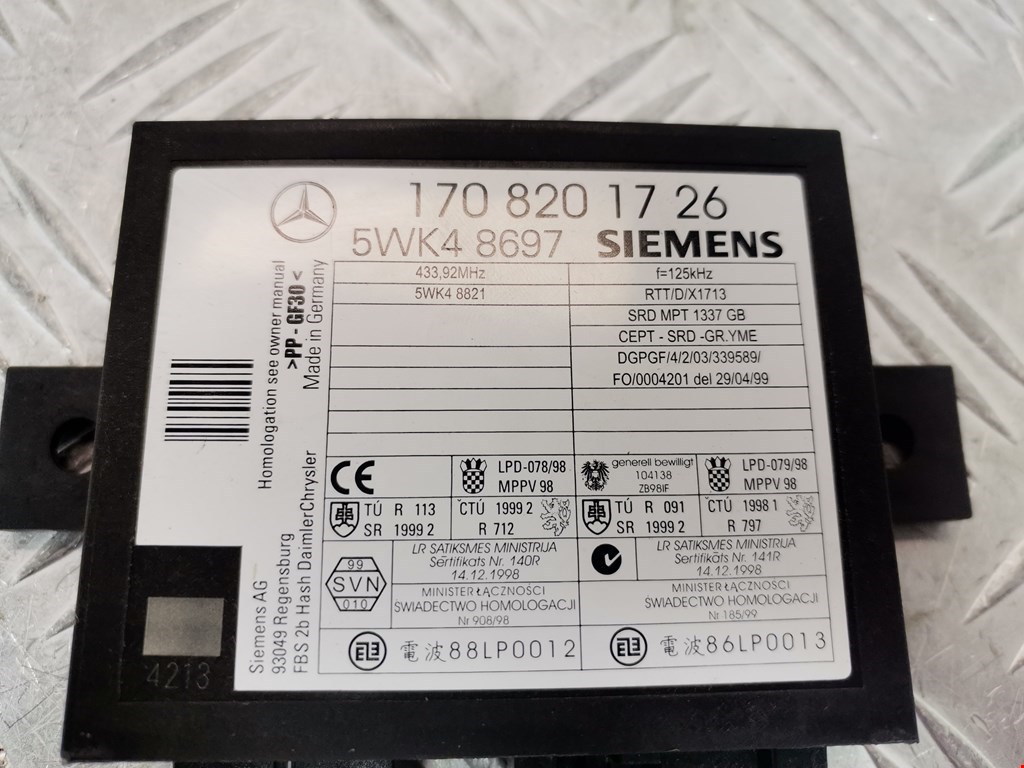 170 820 17 26
5WK4 8697 SIEMENS
433,92MHz
f=125kHz
5WK4 8821
RTT/D/X1713
SRD MPT 1337 GB
CEPT - SRD -GR.YME
DGPGF/4/2/03/339589/
FO/0004201 del 29/04/99
CE
LPD-078/98
MPPV 98
generell bewilligt
104138
ZB98IF
LPD-079/98
MPPV 98
TÚ R 113
SR 1999 2
ČTÚ 1999 2
R 712
TÚ R 091
SR 1999 2
ČTÚ 1998 1
R 797
99
SVN
010
LR SATIKSMES MINISTRIJA
Sertifikāts Nr. 140R
14.12.1998
MINISTER ŁĄCZNOŚCI
ŚWIADECTWO HOMOLOGACJI
Nr 908/98
LR SATIKSMES MINISTRIJA
Sertifikāts Nr. 141R
14.12.1998
MINISTER ŁĄCZNOŚCI
ŚWIADECTWO HOMOLOGACJI
Nr 185/99
電波88LP0012
電波86LP0013
Homologation see owner manual
>PP - GF30<
Made in Germany
Siemens AG
93049 Regensburg
FBS 2b Hash DaimlerChrysler
4213